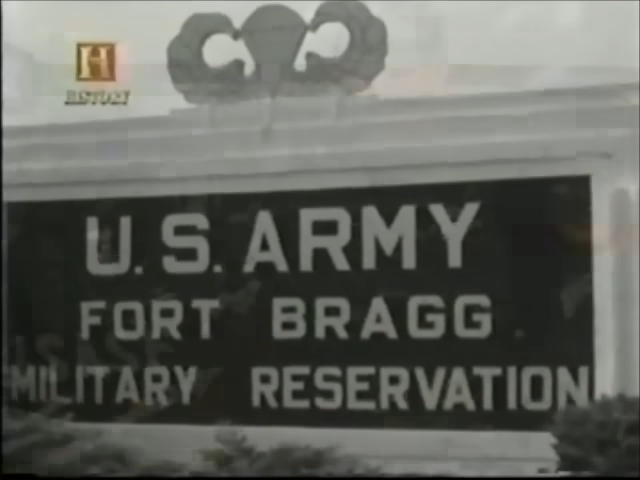 H
HISTORY
U.S. ARMY
FORT BRAGG
MILITARY RESERVATION